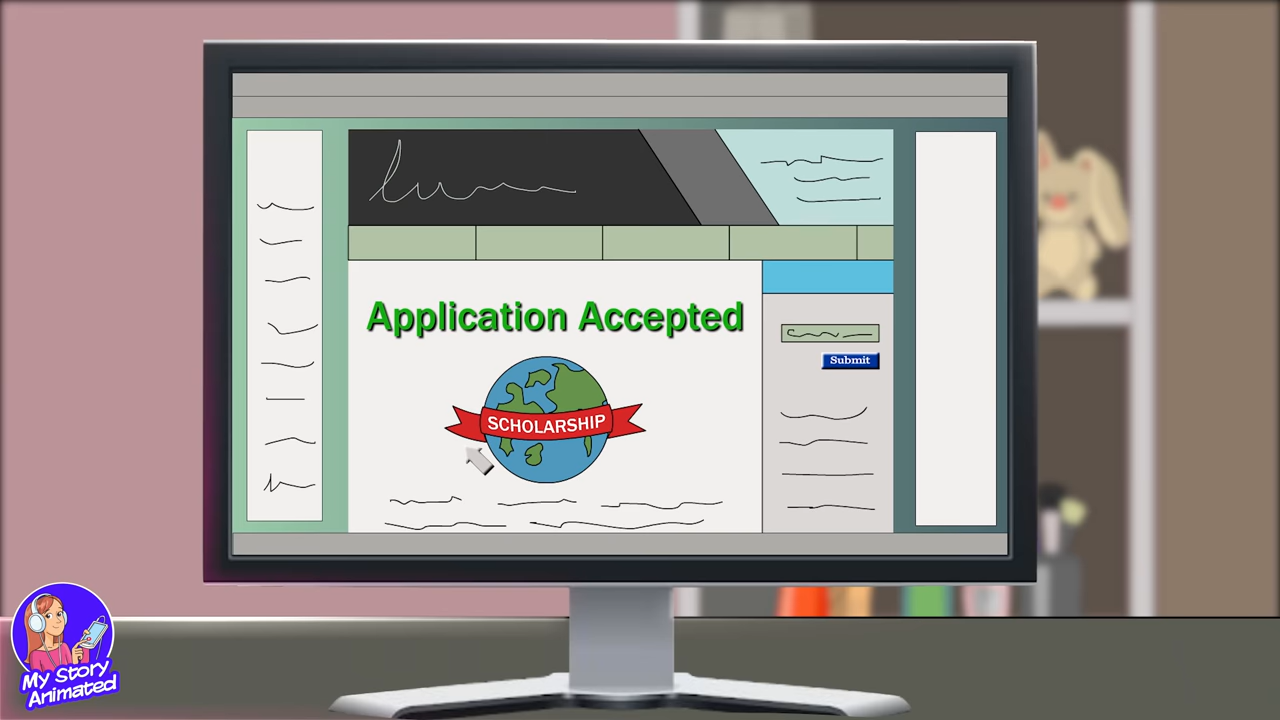 Application Accepted
SCHOLARSHIP
Submit
My Story
Animated